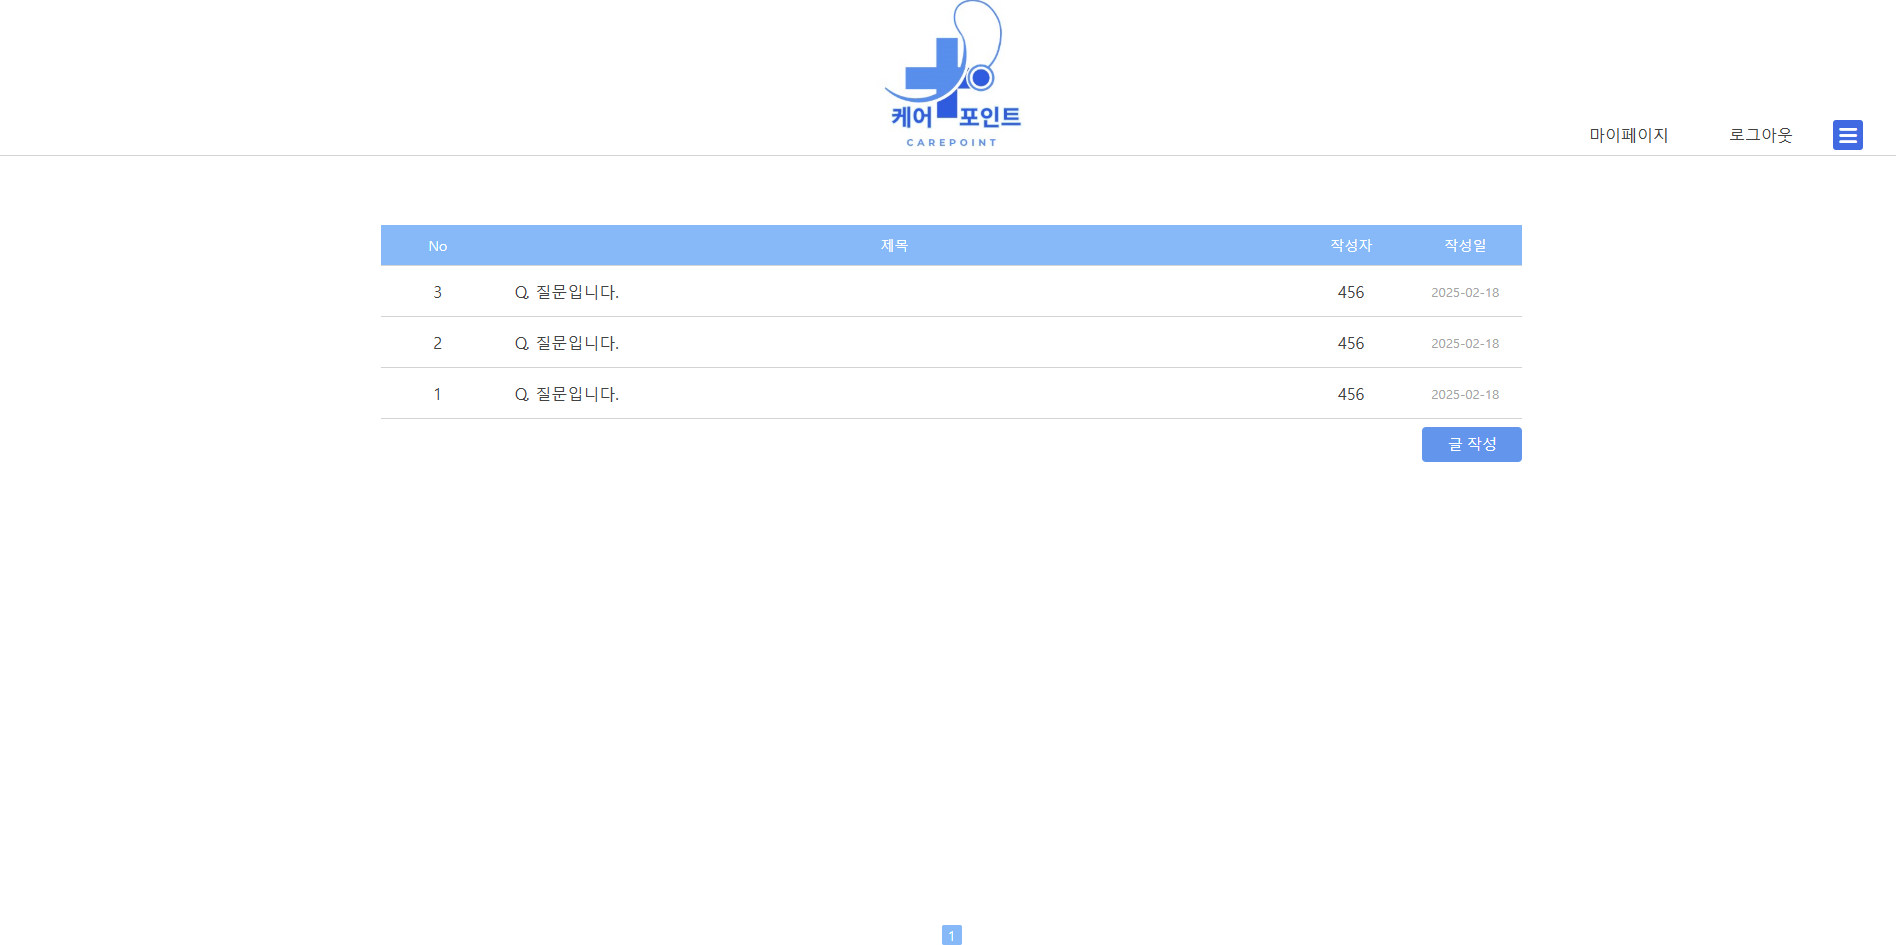 케어 포인트
CAREPOINT
마이페이지 로그아웃
No 제목 작성자 작성일
3 Q. 질문입니다. 456 2025-02-18
2 Q. 질문입니다. 456 2025-02-18
1 Q. 질문입니다. 456 2025-02-18
글 작성
1